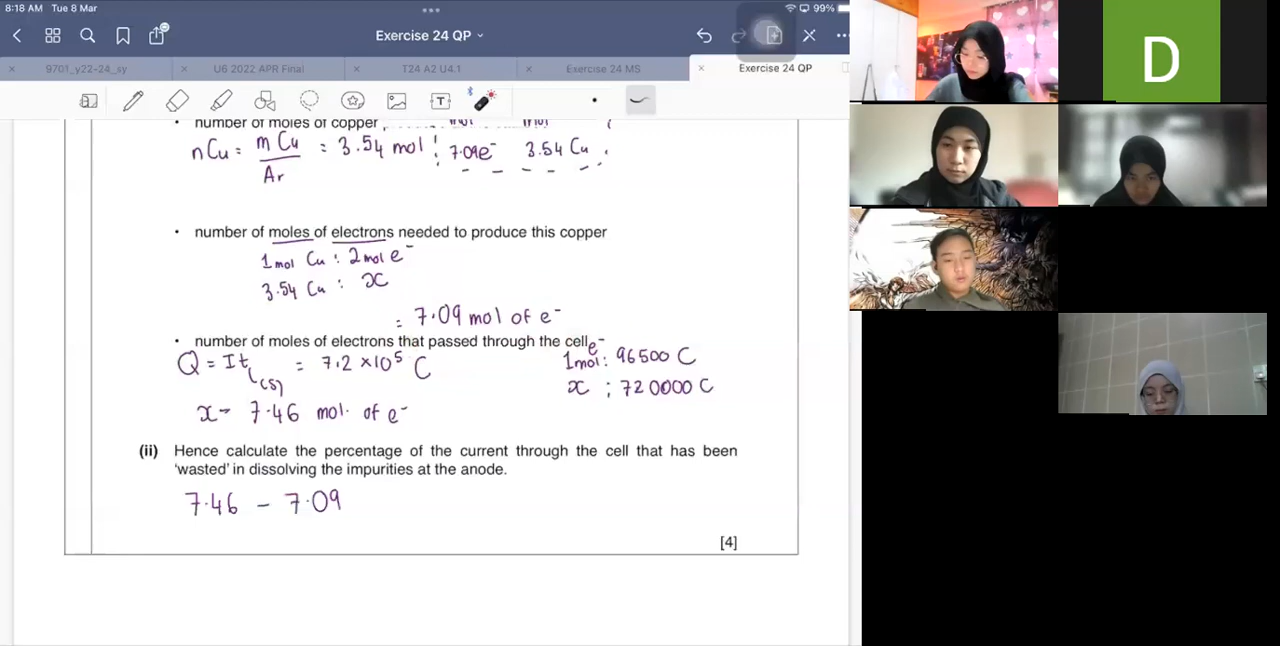 8:18 AM Tue 8 Mar
99%
Exercise 24 QP
9701_y22-24_sy
U6 2022 APR Final
T24 A2 U4.1
Exercise 24 MS
Exercise 24 QP
• number of moles of copper
nCu = m Cu / Ar = 3.54 mol : 7.09e⁻ 3.54 Cu
• number of moles of electrons needed to produce this copper
1 mol Cu : 2 mol e⁻
3.54 Cu : x
= 7.09 mol of e⁻
• number of moles of electrons that passed through the cell
Q = It (s) = 7.2 × 10⁵ C
e⁻
1mol : 96500 C
x : 720000 C
x = 7.46 mol. of e⁻
(ii) Hence calculate the percentage of the current through the cell that has been
'wasted' in dissolving the impurities at the anode.
7.46 – 7.09
[4]
D